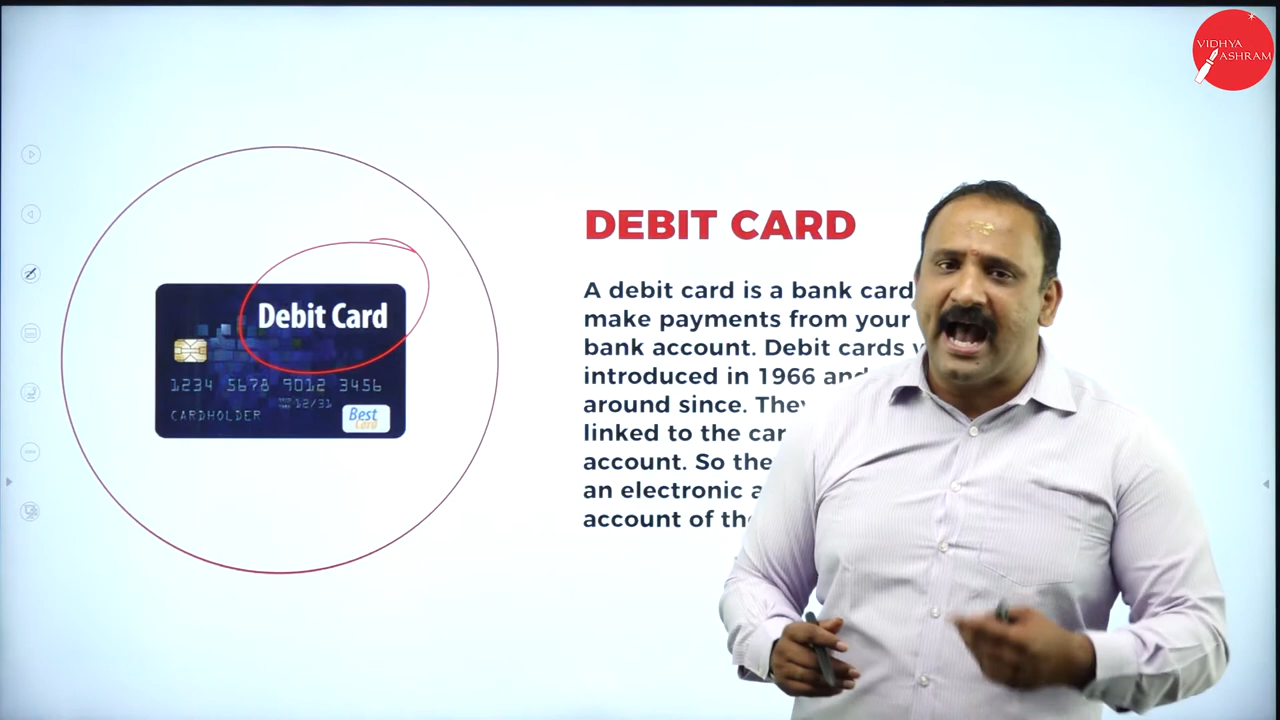 VIDHYA
ASHRAM
DEBIT CARD
A debit card is a bank card
make payments from your
bank account. Debit cards
introduced in 1966 and
around since. They
linked to the
account. So the
an electronic
account of the
Debit Card
1234 5678 9012 3456
12/31
CARDHOLDER
Best
Card